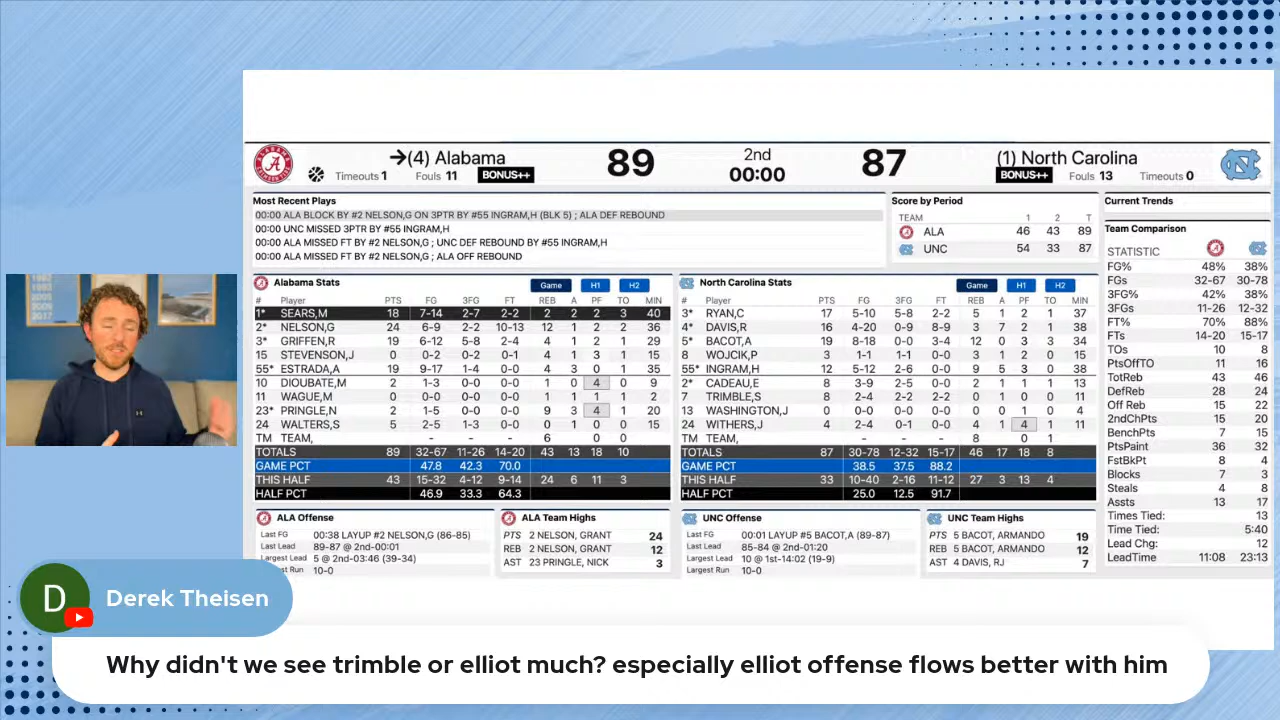 →(4) Alabama
Timeouts 1 Fouls 11 BONUS++
89
2nd
00:00
87
(1) North Carolina
BONUS++ Fouls 13 Timeouts 0
Most Recent Plays
00:00 ALA BLOCK BY #2 NELSON,G ON 3PTR BY #55 INGRAM,H (BLK 5) ; ALA DEF REBOUND
00:00 UNC MISSED 3PTR BY #55 INGRAM,H
00:00 ALA MISSED FT BY #2 NELSON,G ; UNC DEF REBOUND BY #55 INGRAM,H
00:00 ALA MISSED FT BY #2 NELSON,G ; ALA OFF REBOUND
Score by Period
TEAM 1 2 T
ALA 46 43 89
UNC 54 33 87
Current Trends
Team Comparison
STATISTIC
FG% 48% 38%
FGs 32-67 30-78
3FG% 42% 38%
3FGs 11-26 12-32
FT% 70% 88%
FTs 14-20 15-17
TOs 10 8
PtsOffTO 11 16
TotReb 43 46
DefReb 28 24
Off Reb 15 22
2ndChPts 15 20
BenchPts 7 15
PtsPaint 36 32
FstBkPt 8 4
Blocks 7 3
Steals 4 8
Assts 13 17
Times Tied: 13
Time Tied: 5:40
Lead Chg: 12
LeadTime 11:08 23:13
Alabama Stats Game H1 H2
# Player PTS FG 3FG FT REB A PF TO MIN
1* SEARS,M 18 7-14 2-7 2-2 2 2 2 3 40
2* NELSON,G 24 6-9 2-2 10-13 12 1 2 2 36
3* GRIFFEN,R 19 6-12 5-8 2-4 4 1 2 1 29
15 STEVENSON,J 0 0-2 0-2 0-1 4 1 3 1 15
55* ESTRADA,A 19 9-17 1-4 0-0 4 3 0 1 35
10 DIOUBATE,M 2 1-3 0-0 0-0 1 0 4 0 9
11 WAGUE,M 0 0-0 0-0 0-0 1 1 1 1 2
23* PRINGLE,N 2 1-5 0-0 0-0 9 3 4 1 20
24 WALTERS,S 5 2-5 1-3 0-0 0 1 0 0 15
TM TEAM, - - - 6 0 0
TOTALS 89 32-67 11-26 14-20 43 13 18 10
GAME PCT 47.8 42.3 70.0
THIS HALF 43 15-32 4-12 9-14 24 6 11 3
HALF PCT 46.9 33.3 64.3
North Carolina Stats Game H1 H2
# Player PTS FG 3FG FT REB A PF TO MIN
3* RYAN,C 17 5-10 5-8 2-2 5 1 2 1 37
4* DAVIS,R 16 4-20 0-9 8-9 3 7 2 1 38
5* BACOT,A 19 8-18 0-0 3-4 12 0 3 3 34
8 WOJCIK,P 3 1-1 1-1 0-0 3 1 2 0 15
55* INGRAM,H 12 5-12 2-6 0-0 9 5 3 0 38
2* CADEAU,E 8 3-9 2-5 0-0 2 1 1 1 13
7 TRIMBLE,S 8 2-4 2-2 2-2 0 1 0 0 11
13 WASHINGTON,J 0 0-0 0-0 0-0 0 0 1 0 4
24 WITHERS,J 4 2-4 0-1 0-0 4 1 4 1 11
TM TEAM, - - - 8 0 1
TOTALS 87 30-78 12-32 15-17 46 17 18 8
GAME PCT 38.5 37.5 88.2
THIS HALF 33 10-40 2-16 11-12 27 3 13 4
HALF PCT 25.0 12.5 91.7
ALA Offense
Last FG 00:38 LAYUP #2 NELSON,G (86-85)
Last Lead 89-87 @ 2nd-00:01
Largest Lead 5 @ 2nd-03:46 (39-34)
Largest Run 10-0
ALA Team Highs
PTS 2 NELSON, GRANT 24
REB 2 NELSON, GRANT 12
AST 23 PRINGLE, NICK 3
UNC Offense
Last FG 00:01 LAYUP #5 BACOT,A (89-87)
Last Lead 85-84 @ 2nd-01:20
Largest Lead 10 @ 1st-14:02 (19-9)
Largest Run 10-0
UNC Team Highs
PTS 5 BACOT, ARMANDO 19
REB 5 BACOT, ARMANDO 12
AST 4 DAVIS, RJ 7
D
Derek Theisen
Why didn't we see trimble or elliot much? especially elliot offense flows better with him